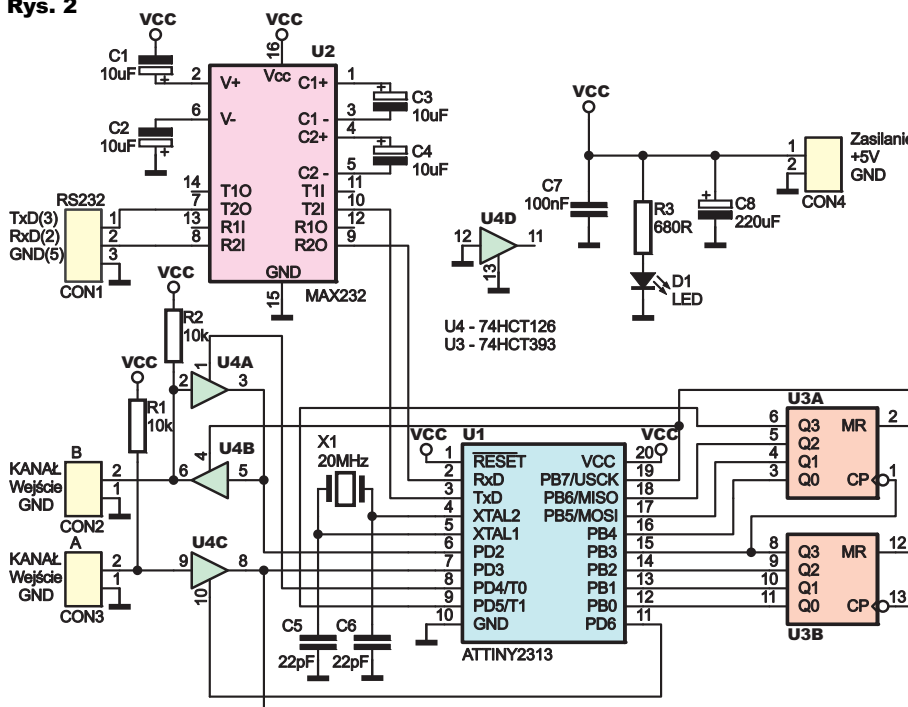 Rys. 2
VCC
VCC
U2
C1
10uF
C2
10uF
16
Vcc
2
V+
6
V-
C1+
1
C1 -
3
C2+
4
C2 -
5
C3
10uF
C4
10uF
14
T1O
7
T2O
13
R1I
8
R2I
T1I
11
T2I
10
R1O
12
R2O
9
GND
15
MAX232
RS232
TxD(3)
RxD(2)
GND(5)
1
2
3
CON1
VCC
C7
100nF
R3
680R
D1
LED
C8
220uF
1
2
Zasilanie
+5V
GND
CON4
U4D
12
11
13
U4 - 74HCT126
U3 - 74HCT393
VCC
R2
10k
VCC
R1
10k
U4A
1
2
3
U4B
4
6
5
U4C
9
8
10
B
KANAŁ
Wejście
GND
2
1
CON2
A
KANAŁ
Wejście
GND
2
1
CON3
X1
20MHz
C5
22pF
C6
22pF
VCC
U1
VCC
1
RESET
2
RxD
3
TxD
4
XTAL2
5
XTAL1
6
PD2
7
PD3
8
PD4/T0
9
PD5/T1
10
GND
VCC
20
PB7/USCK
19
PB6/MISO
18
PB5/MOSI
17
PB4
16
PB3
15
PB2
14
PB1
13
PB0
12
PD6
11
ATTINY2313
U3A
6
Q3
MR
2
5
Q2
4
Q1
3
Q0
CP
1
8
Q3
MR
12
9
Q2
10
Q1
11
Q0
CP
13
U3B